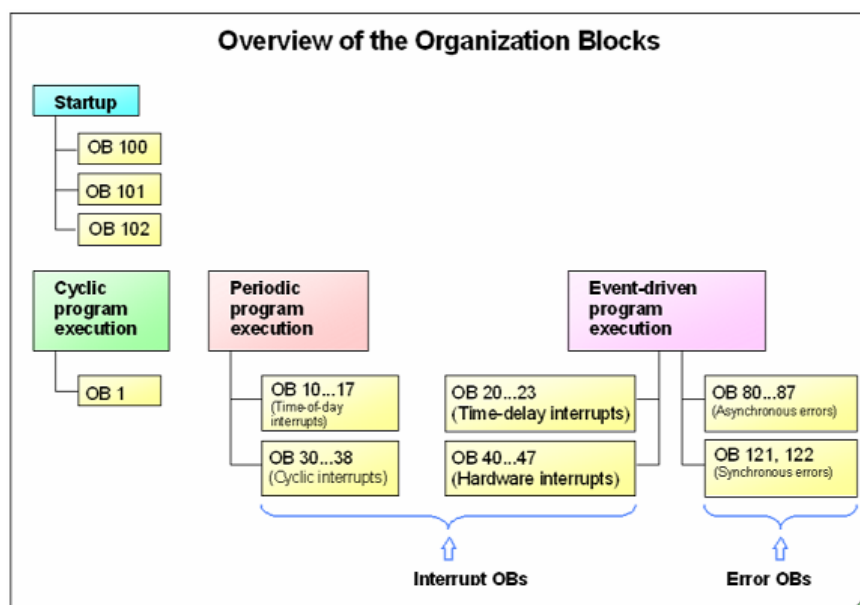 Overview of the Organization Blocks
Startup
OB 100
OB 101
OB 102
Cyclic
program
execution
OB 1
Periodic
program
execution
OB 10...17
(Time-of-day
interrupts)
OB 30...38
(Cyclic interrupts)
Event-driven
program
execution
OB 20...23
(Time-delay interrupts)
OB 40...47
(Hardware interrupts)
OB 80...87
(Asynchronous errors)
OB 121, 122
(Synchronous errors)
Interrupt OBs
Error OBs